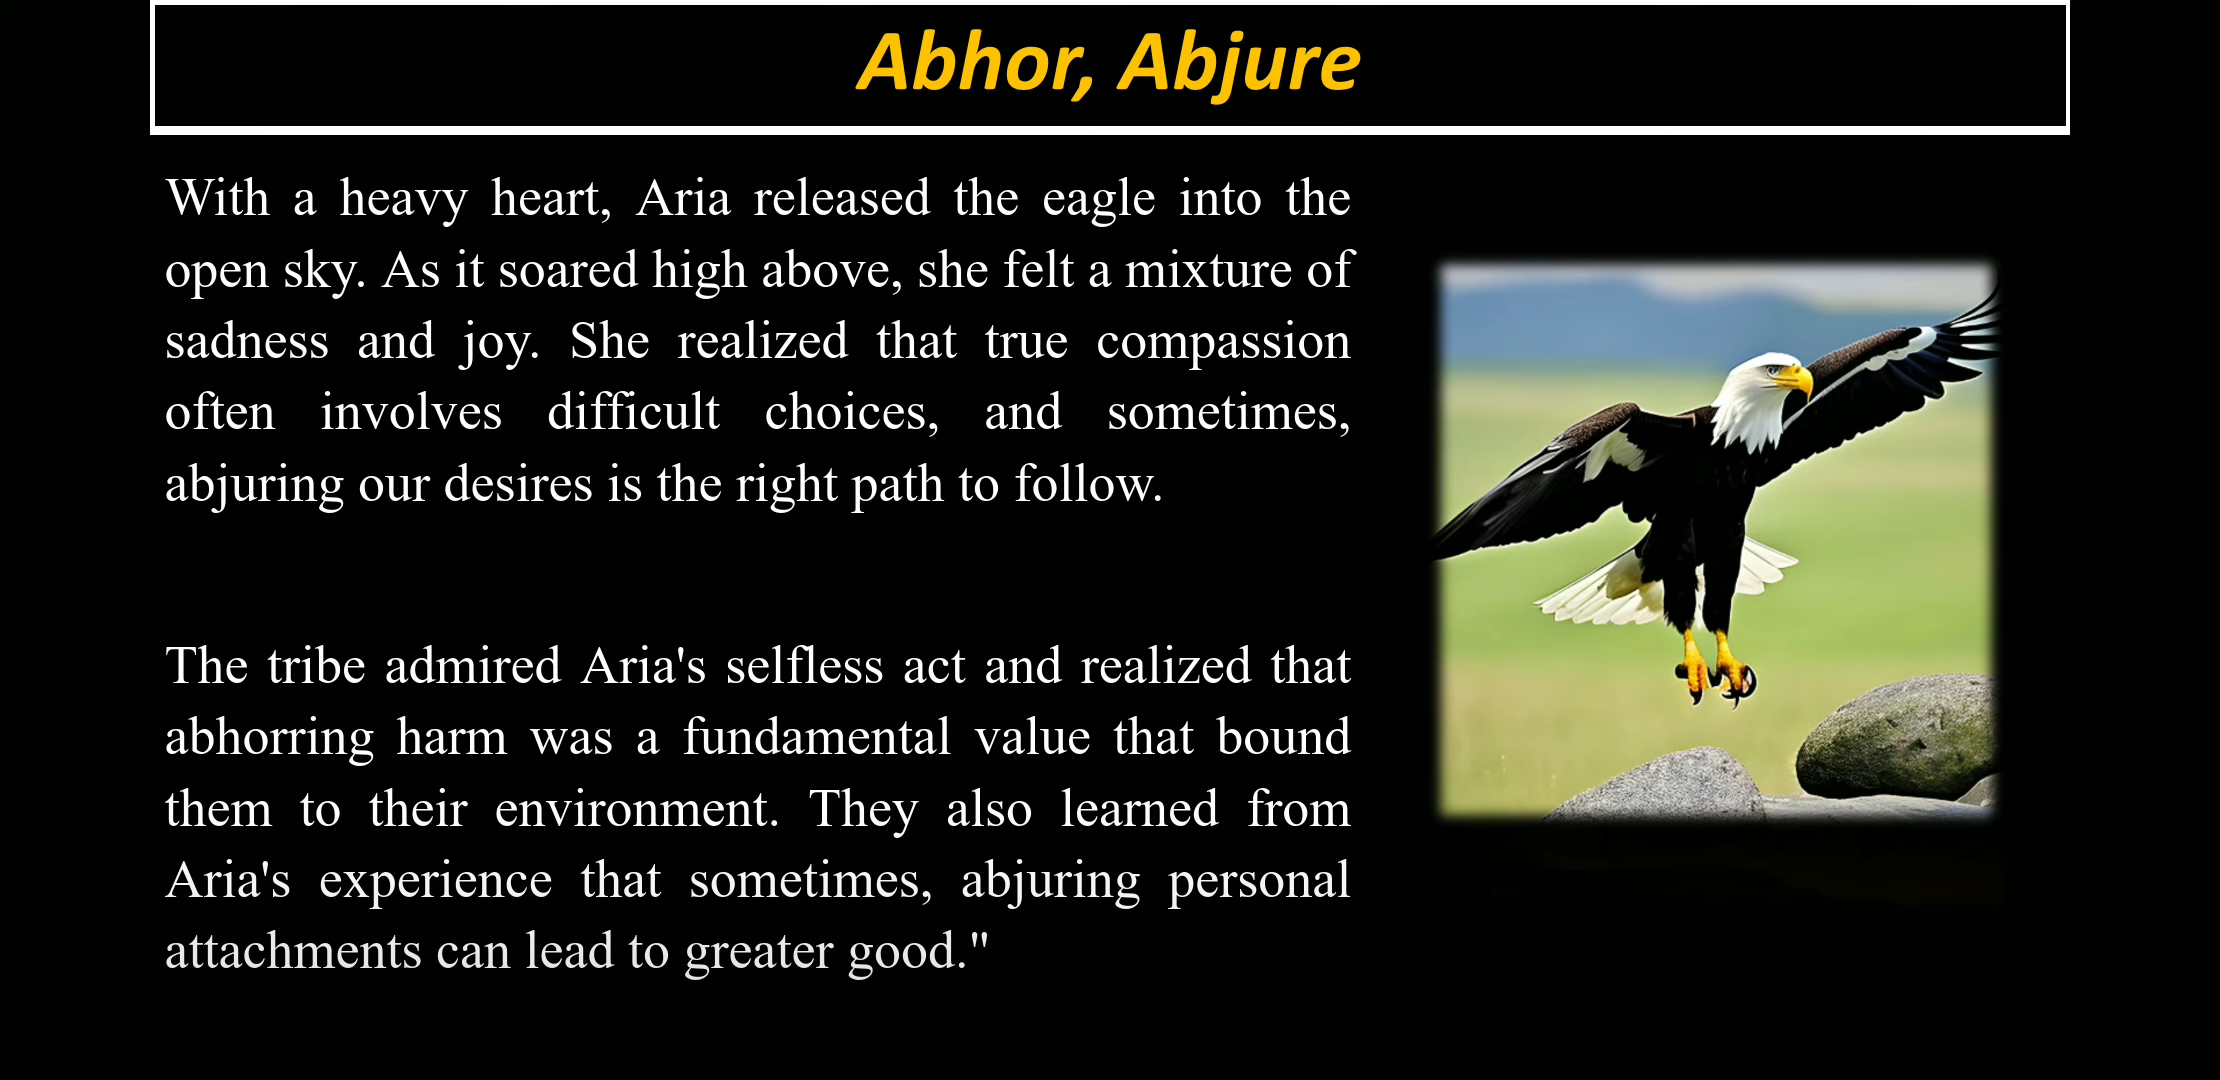 Abhor, Abjure
With a heavy heart, Aria released the eagle into the
open sky. As it soared high above, she felt a mixture of
sadness and joy. She realized that true compassion
often involves difficult choices, and sometimes,
abjuring our desires is the right path to follow.
The tribe admired Aria's selfless act and realized that
abhorring harm was a fundamental value that bound
them to their environment. They also learned from
Aria's experience that sometimes, abjuring personal
attachments can lead to greater good."